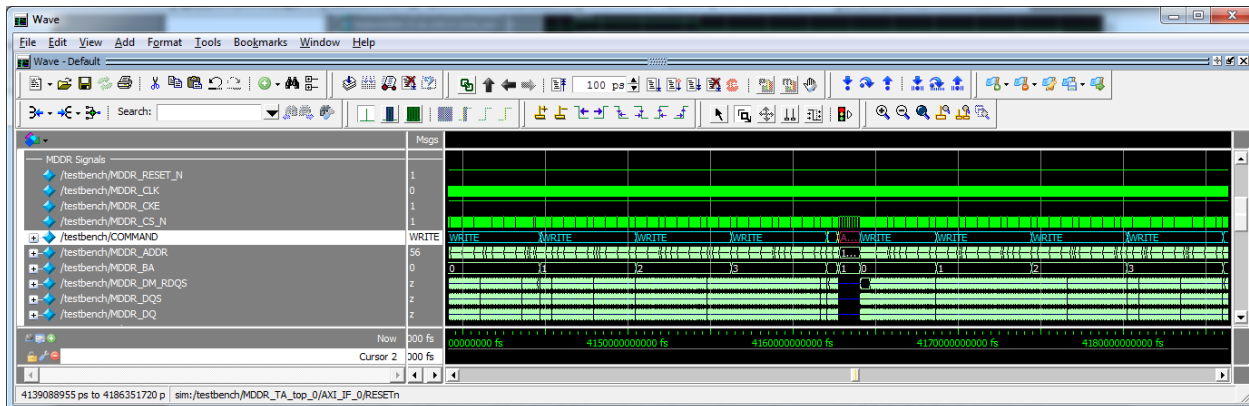 Wave
File Edit View Add Format Tools Bookmarks Window Help
Wave - Default
100 ps
Search:
Msgs
MDDR Signals
/testbench/MDDR_RESET_N 1
/testbench/MDDR_CLK 0
/testbench/MDDR_CKE 1
/testbench/MDDR_CS_N 1
/testbench/COMMAND WRITE WRITE WRITE WRITE WRITE A... WRITE WRITE WRITE WRITE
/testbench/MDDR_ADDR 56 1...
/testbench/MDDR_BA 0 0 1 2 3 1 0 1 2 3
/testbench/MDDR_DM_RDQS z
/testbench/MDDR_DQS z
/testbench/MDDR_DQ z
Now 000 fs 00000000 fs 4150000000000 fs 4160000000000 fs 4170000000000 fs 4180000000000 fs
Cursor 2 000 fs
4139088955 ps to 4186351720 p sim:/testbench/MDDR_TA_top_0/AXI_IF_0/RESETn